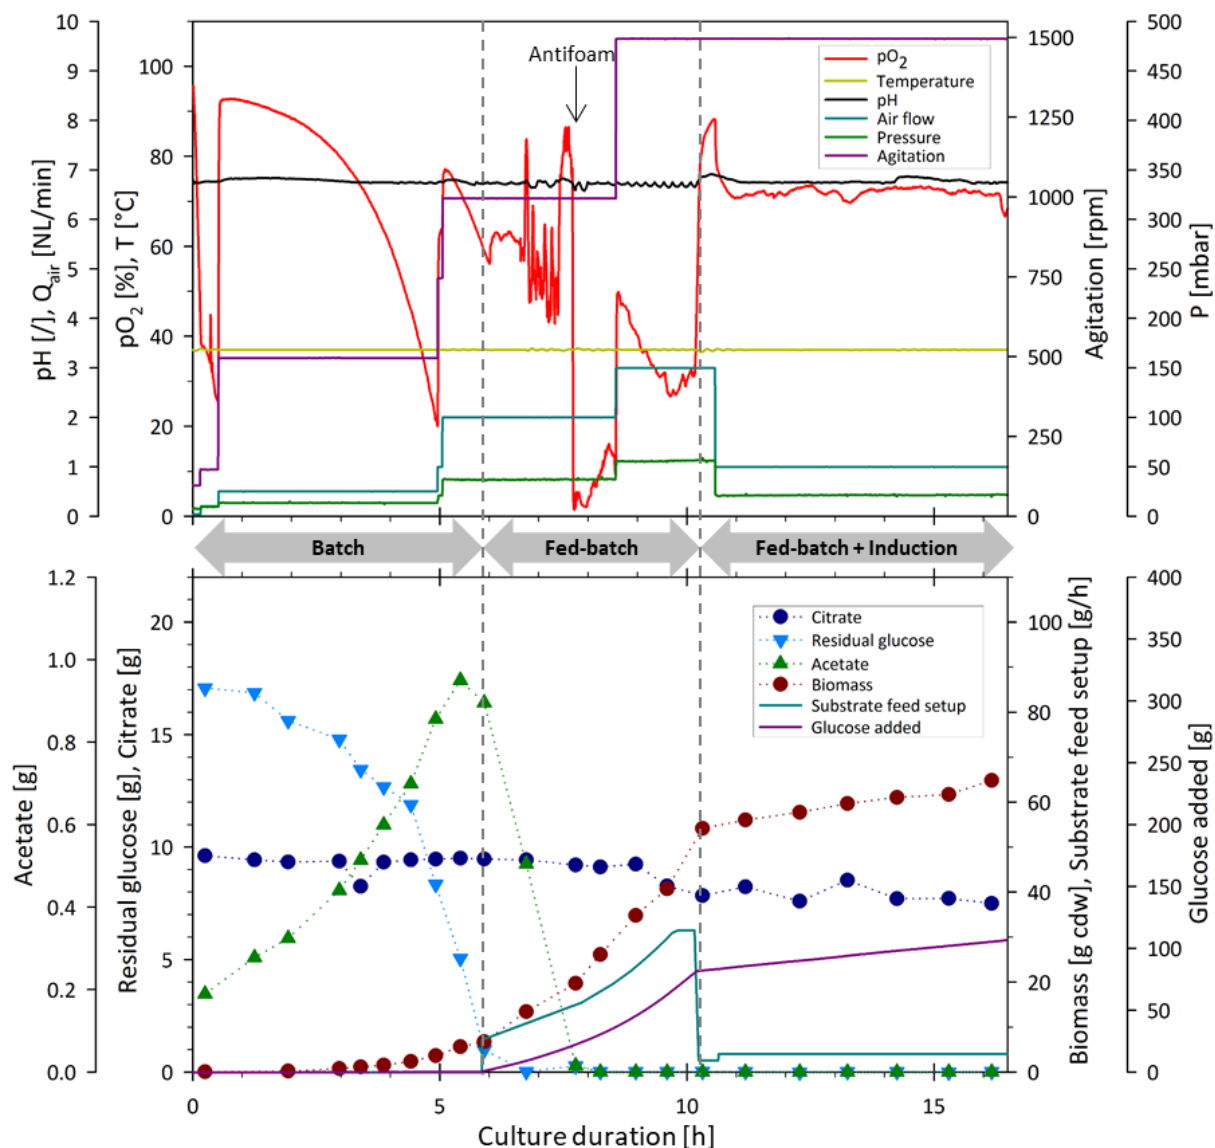 10
9
8
7
6
5
4
3
2
1
0
pH [/], Qair [NL/min]
100
80
60
40
20
0
pO2 [%], T [°C]
Antifoam
pO2
Temperature
pH
Air flow
Pressure
Agitation
1500
1250
1000
750
500
250
0
Agitation [rpm]
500
450
400
350
300
250
200
150
100
50
0
P [mbar]
Batch
Fed-batch
Fed-batch + Induction
1.2
1.0
0.8
0.6
0.4
0.2
0.0
Acetate [g]
20
15
10
5
0
Residual glucose [g], Citrate [g]
Citrate
Residual glucose
Acetate
Biomass
Substrate feed setup
Glucose added
100
80
60
40
20
0
Biomass [g cdw], Substrate feed setup [g/h]
400
350
300
250
200
150
100
50
0
Glucose added [g]
0
5
10
15
Culture duration [h]